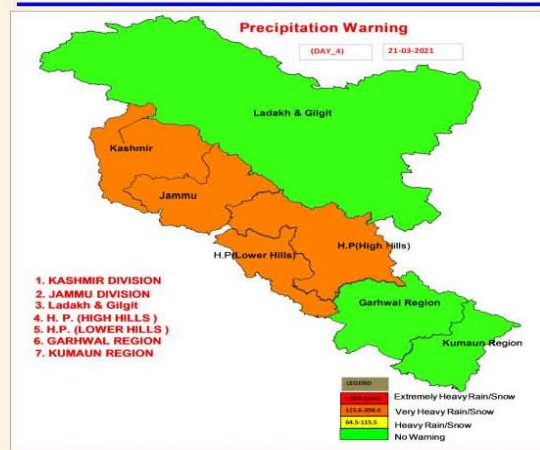 Precipitation Warning
(DAY_4) 21-03-2021
Ladakh & Gilgit
Kashmir
Jammu
H.P(High Hills)
H.P(Lower Hills)
Garhwal Region
Kumaun Region
1. KASHMIR DIVISION
2. JAMMU DIVISION
3. Ladakh & Gilgit
4. H. P. (HIGH HILLS )
5. H.P. (LOWER HILLS )
6. GARHWAL REGION
7. KUMAUN REGION
LEGEND
Extremely Heavy Rain/Snow
115.6-204.4 Very Heavy Rain/Snow
64.5-115.5 Heavy Rain/Snow
No Warning